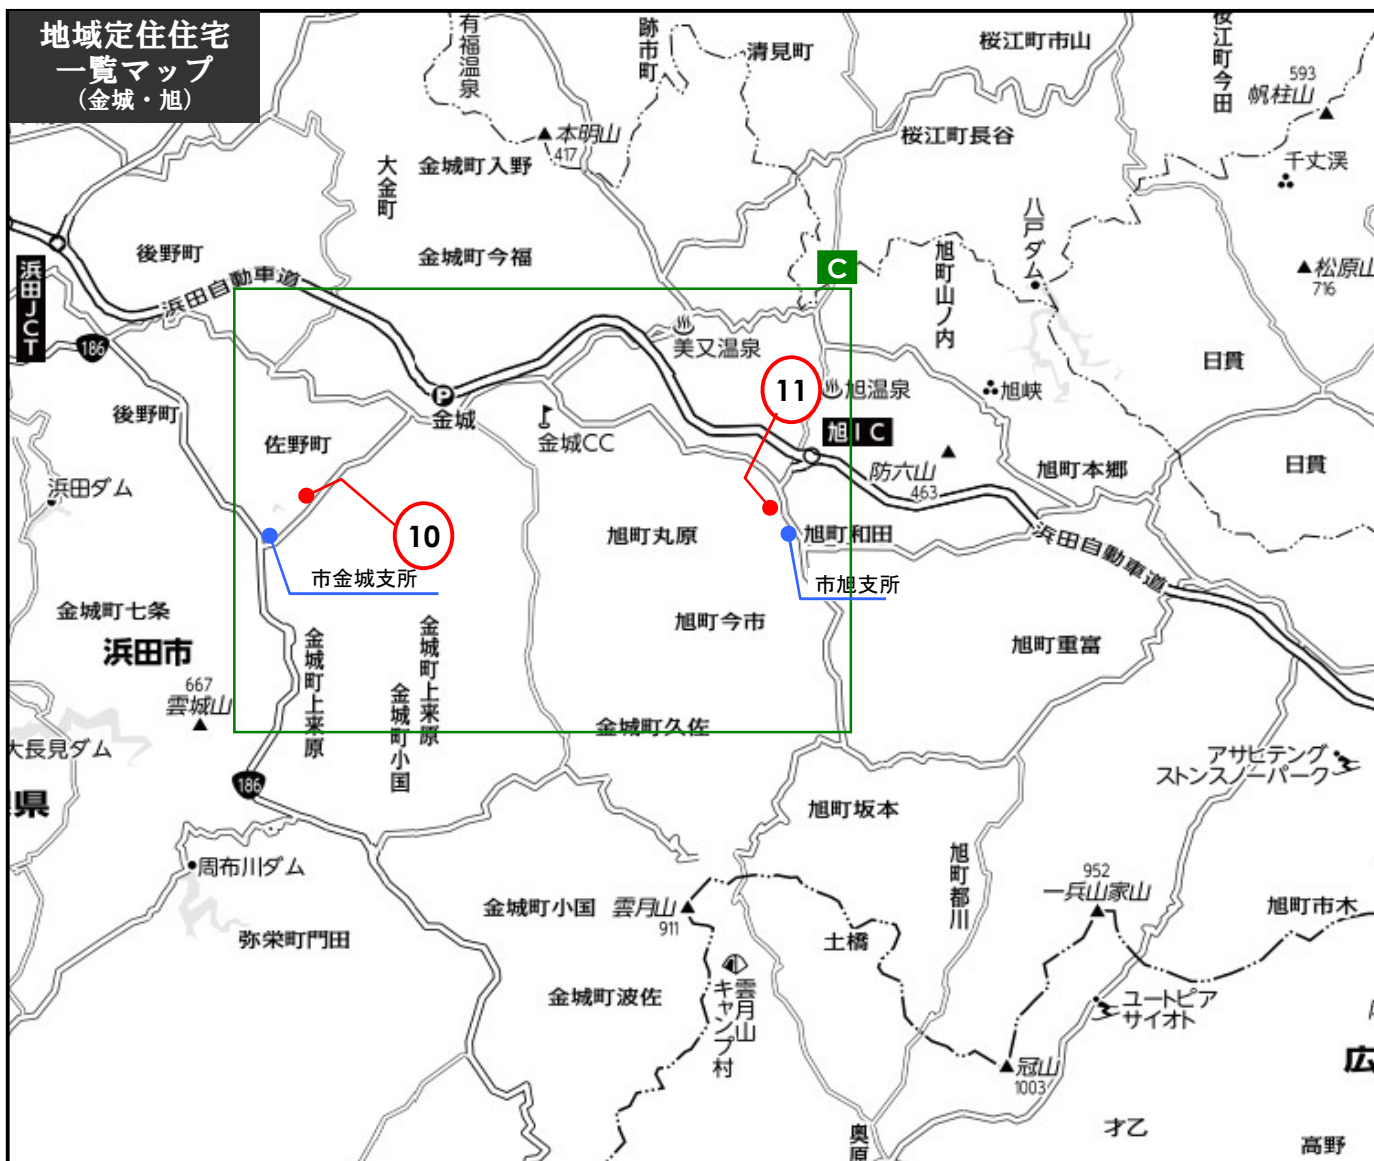 地域定住住宅
一覧マップ
（金城・旭）
有福温泉
跡市町
清見町
桜江町市山
桜江町今田
593
帆柱山
本明山
417
大金町
金城町入野
桜江町長谷
千丈渓
八戸ダム
後野町
金城町今福
C
旭町山ノ内
松原山
716
浜田JCT
浜田自動車道
186
美又温泉
日貫
11
旭温泉
旭峡
後野町
P
金城
金城CC
旭IC
佐野町
防六山
463
旭町本郷
日貫
浜田ダム
10
旭町丸原
旭町和田
浜田自動車道
市金城支所
市旭支所
金城町七条
旭町今市
浜田市
金城町上来原
金城町上来原
旭町重富
667
雲城山
金城町小国
金城町久佐
大長見ダム
アサヒテング
ストンスノーパーク
186
県
旭町坂本
周布川ダム
旭町都川
952
一兵山家山
金城町小国
雲月山
911
旭町市木
弥栄町門田
土橋
金城町波佐
雲月山
キャンプ村
ユートピア
サイオト
冠山
1003
広
才乙
奥原
高野